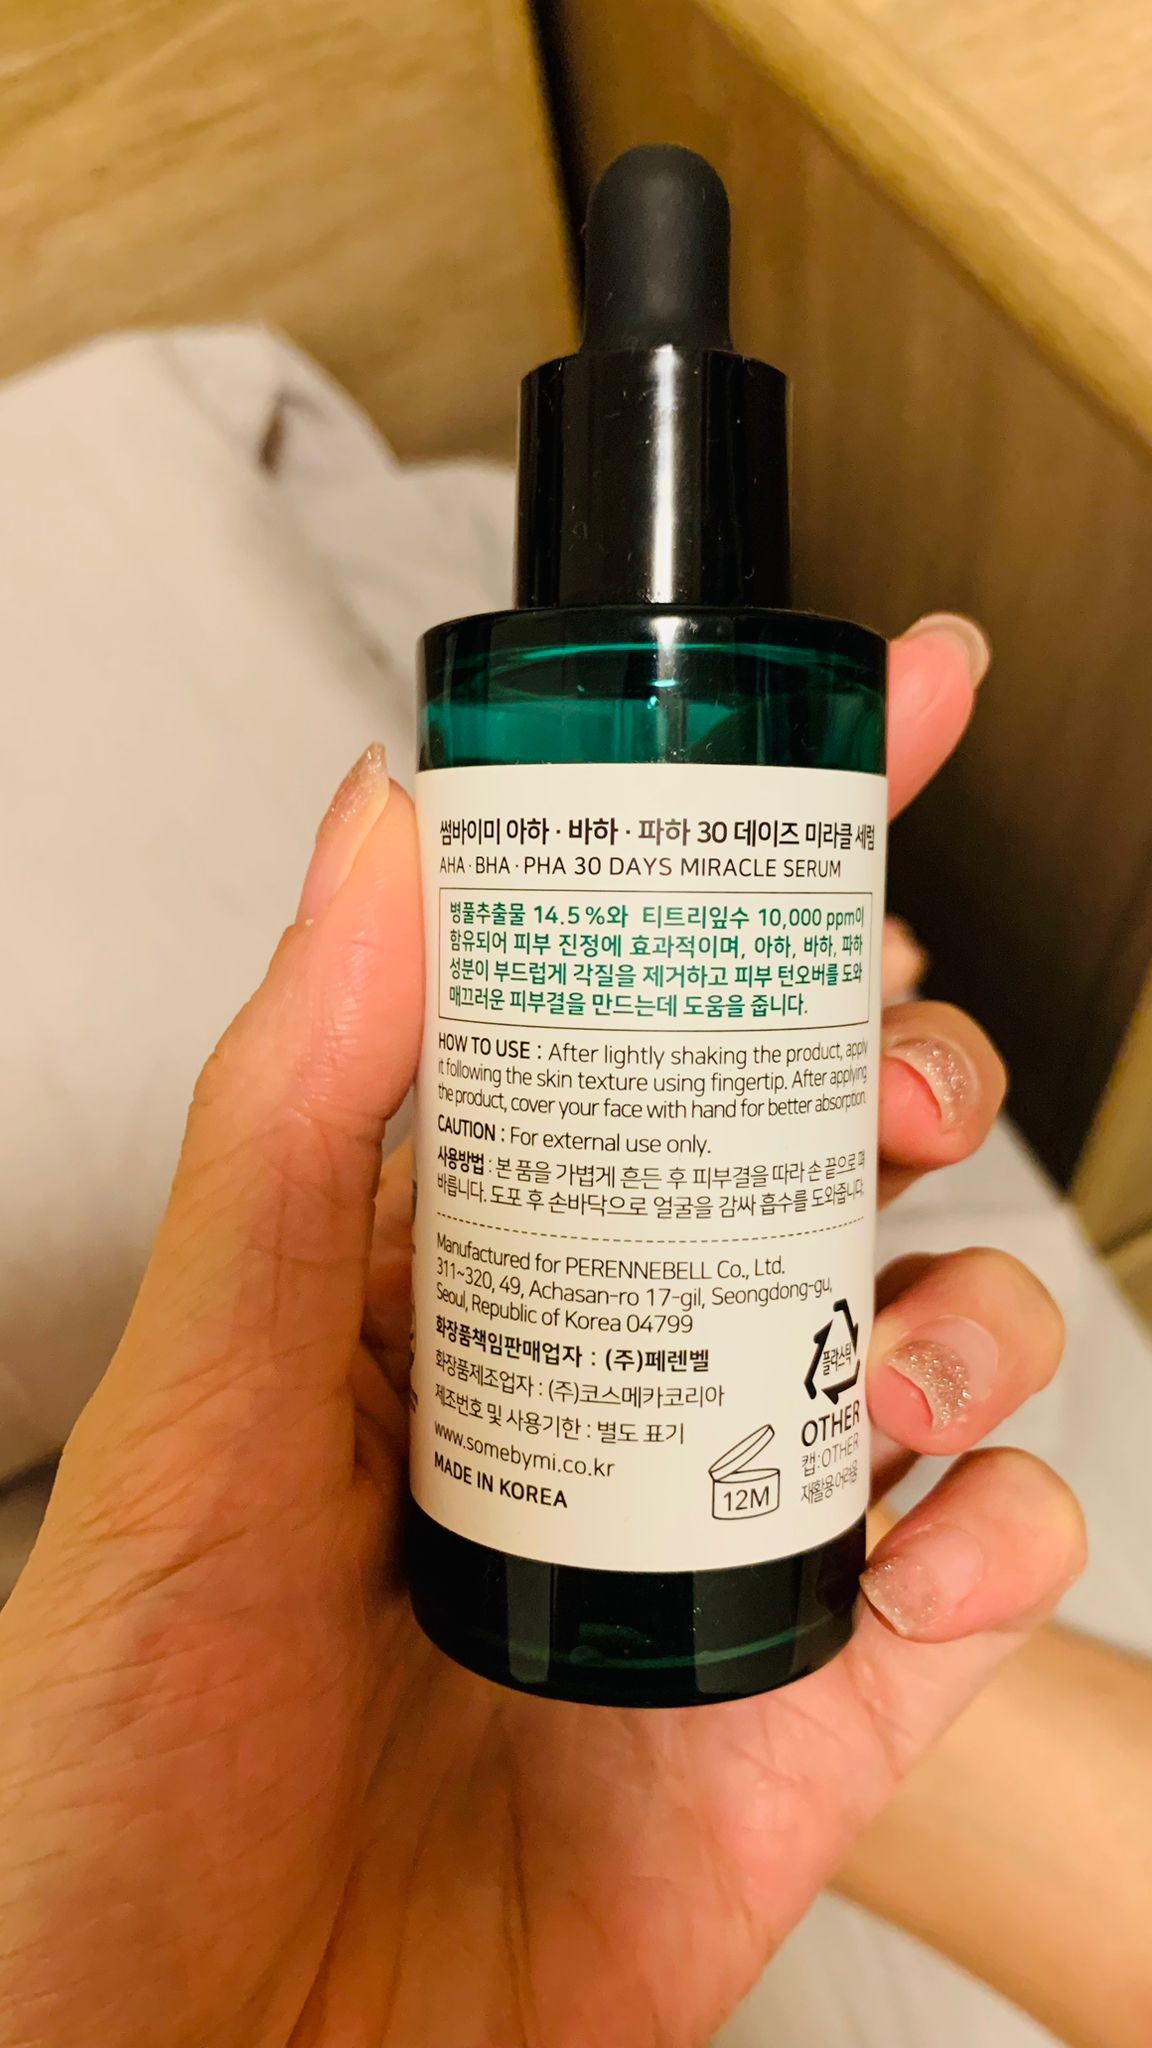 썸바이미 아하·바하·파하 30 데이즈 미라클 세럼
AHA·BHA·PHA 30 DAYS MIRACLE SERUM
병풀추출물 14.5%와 티트리잎수 10,000 ppm이
함유되어 피부 진정에 효과적이며, 아하, 바하, 파하
성분이 부드럽게 각질을 제거하고 피부 턴오버를 도와
매끄러운 피부결을 만드는데 도움을 줍니다.
HOW TO USE : After lightly shaking the product, apply
it following the skin texture using fingertip. After applying
the product, cover your face with hand for better absorption.
CAUTION : For external use only.
사용방법 : 본 품을 가볍게 흔든 후 피부결을 따라 손 끝으로 펴
바릅니다. 도포 후 손바닥으로 얼굴을 감싸 흡수를 도와줍니다.
Manufactured for PERENNEBELL Co., Ltd.
311~320, 49, Achasan-ro 17-gil, Seongdong-gu,
Seoul, Republic of Korea 04799
화장품책임판매업자 : (주)페렌벨
화장품제조업자 : (주)코스메카코리아
제조번호 및 사용기한 : 별도 표기
www.somebymi.co.kr
MADE IN KOREA
12M
플라스틱
OTHER
캡:OTHER
재활용 어려움